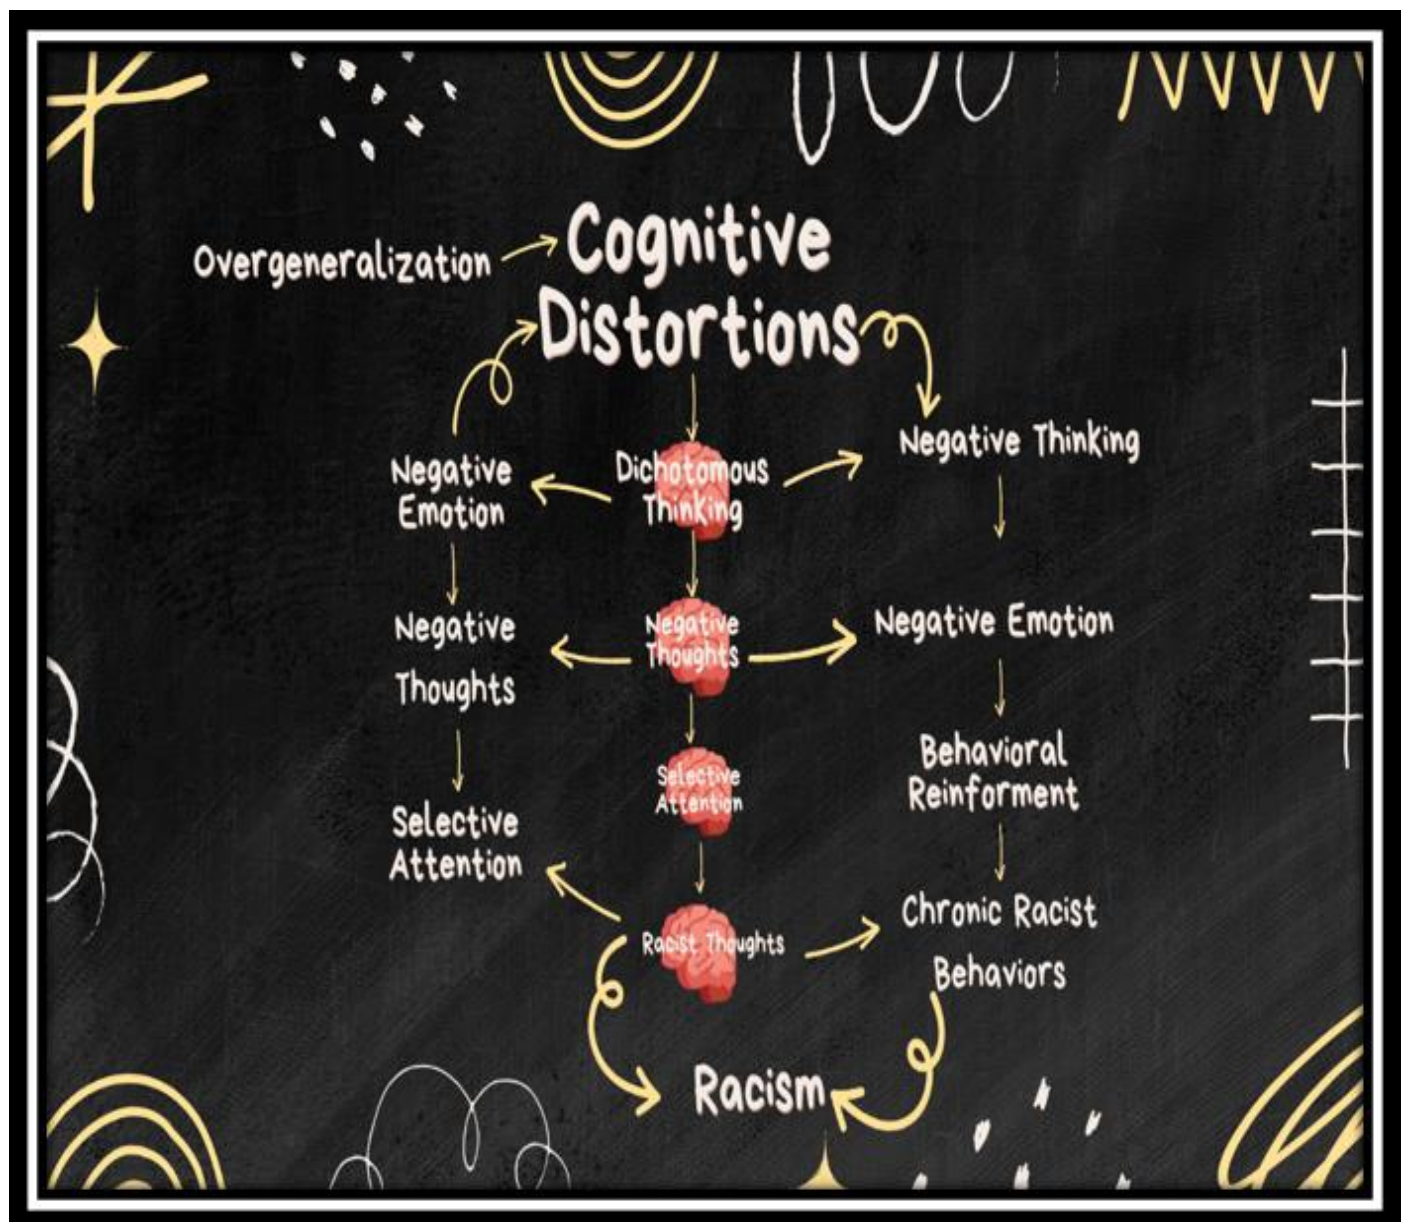 Cognitive
Overgeneralization
Distortions
Negative Thinking
Dichotomous
Thinking
Negative
Emotion
Negative
Thoughts
Negative Emotion
Negative
Thoughts
Behavioral
Reinforment
Selective
Attention
Selective
Attention
Chronic Racist
Behaviors
Racist Thoughts
Racism